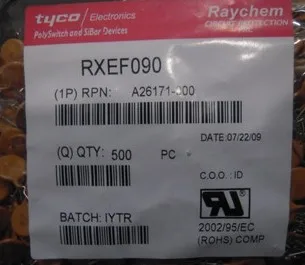 tyco / Electronics
PolySwitch and SiBar Devices
Raychem
CIRCUIT PROTECTION
RXEF090
(1P) RPN: A26171-000
DATE:07/22/09
(Q) QTY: 500 PC
C.O.O. :ID
BATCH: IYTR
2002/95/EC
(ROHS) COMP